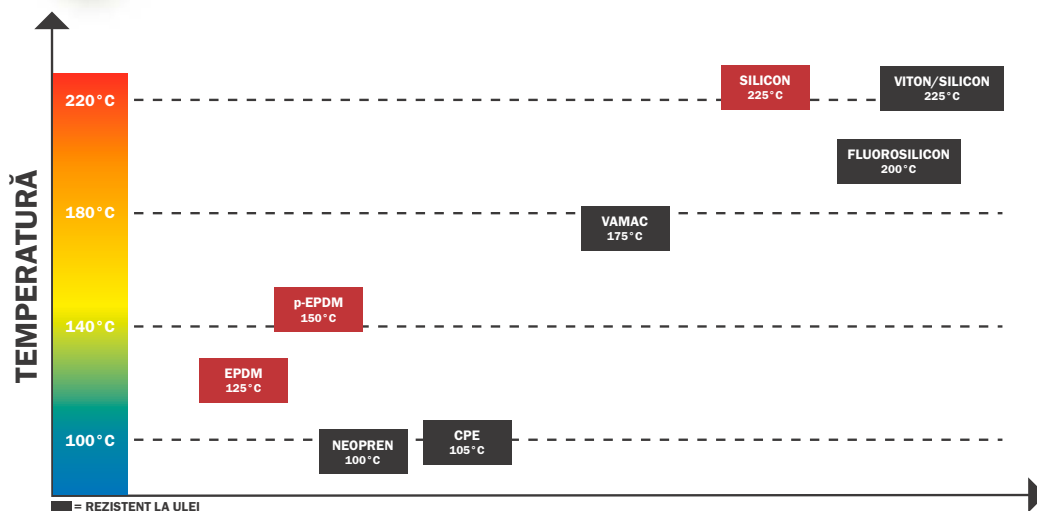 TEMPERATURĂ
220°C
180°C
140°C
100°C
SILICON
225°C
VITON/SILICON
225°C
FLUOROSILICON
200°C
VAMAC
175°C
p-EPDM
150°C
EPDM
125°C
NEOPREN
100°C
CPE
105°C
= REZISTENT LA ULEI